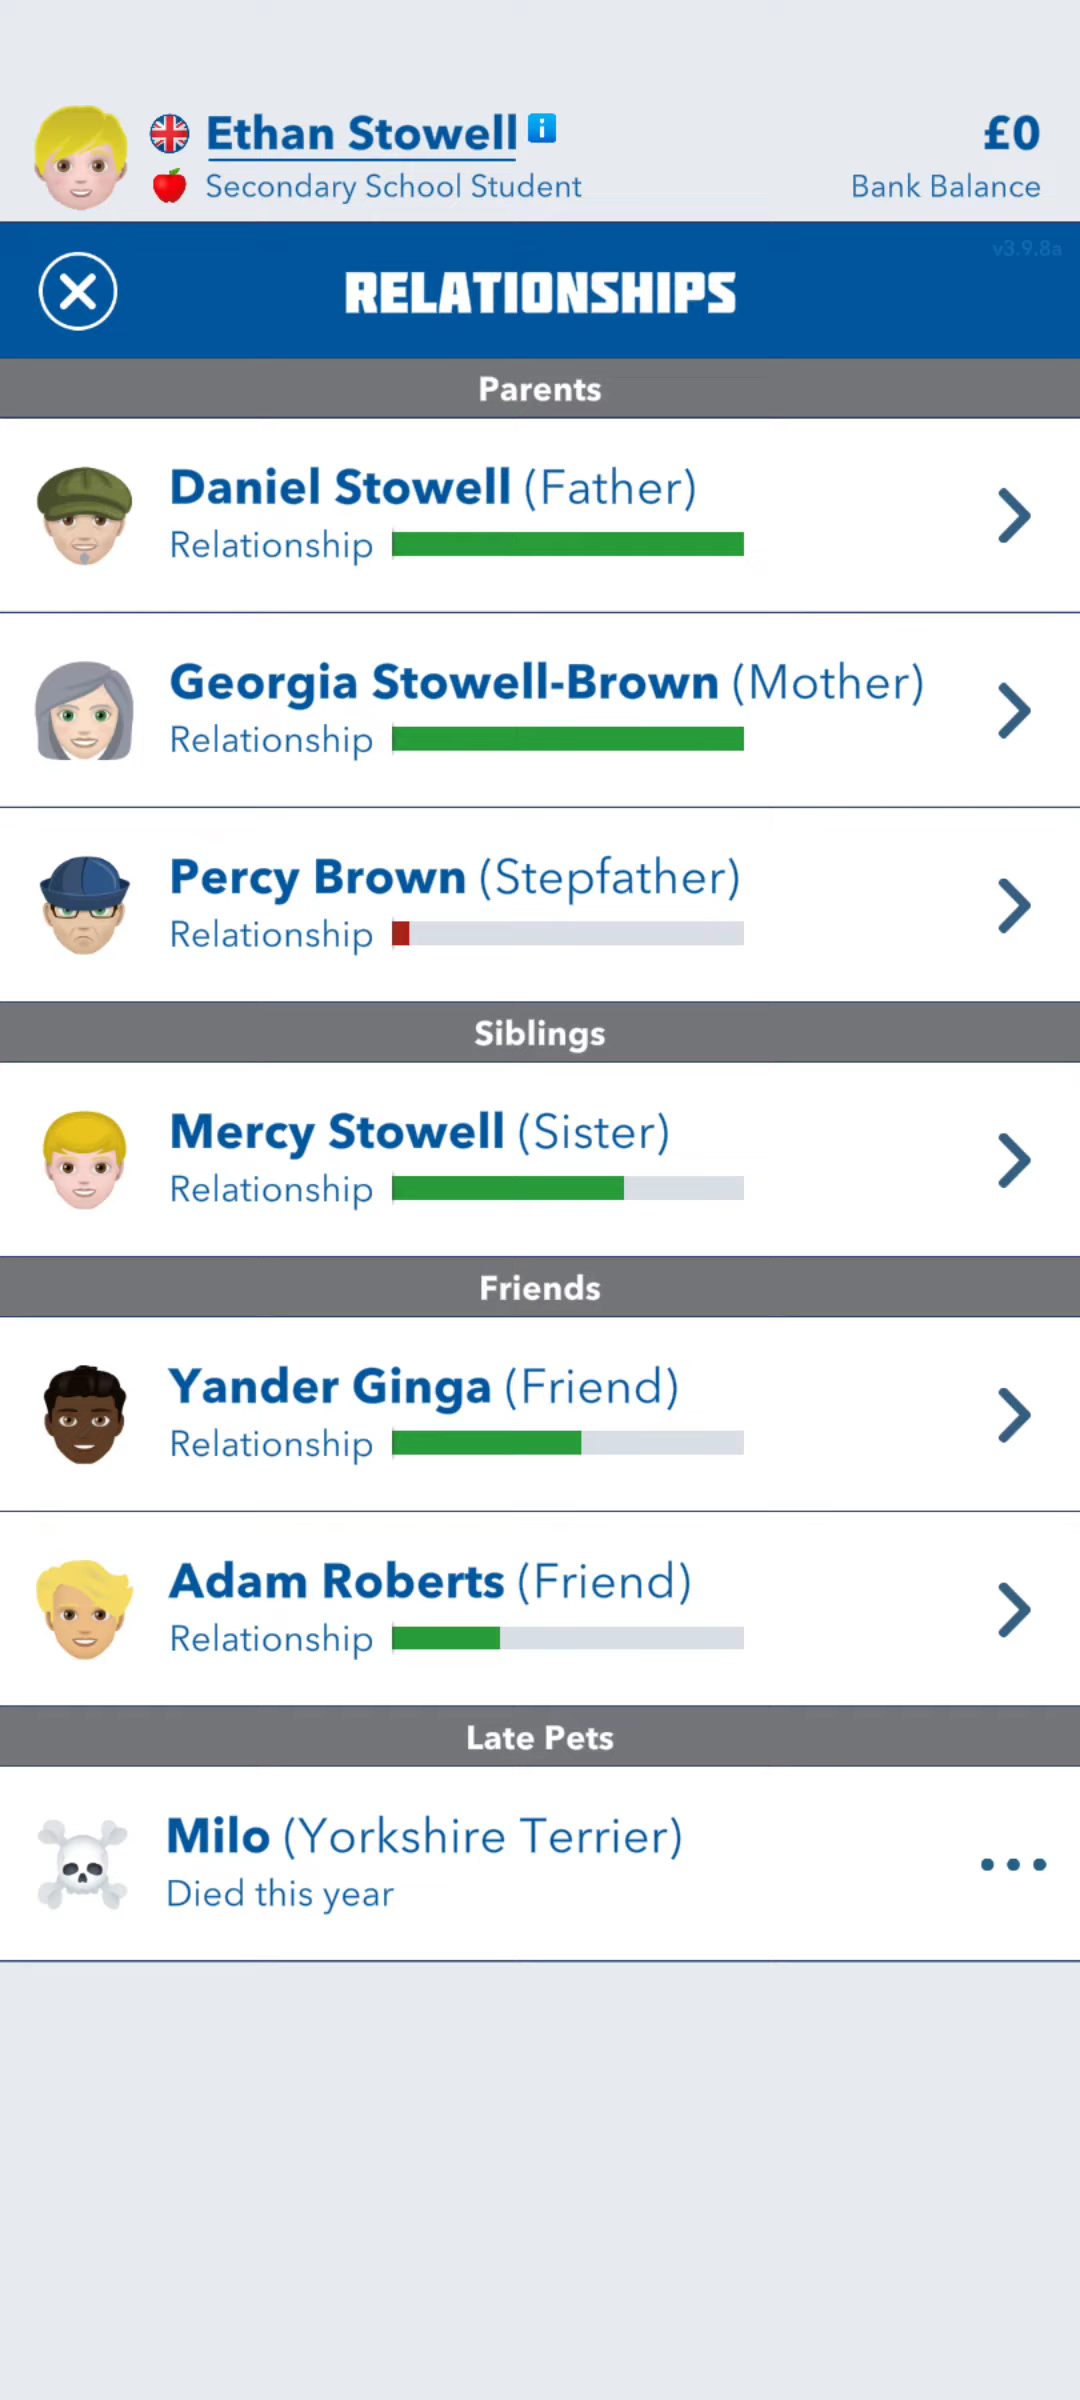 Ethan Stowell
£0
Secondary School Student
Bank Balance
v3.9.8a
RELATIONSHIPS
Parents
Daniel Stowell (Father)
Relationship
Georgia Stowell-Brown (Mother)
Relationship
Percy Brown (Stepfather)
Relationship
Siblings
Mercy Stowell (Sister)
Relationship
Friends
Yander Ginga (Friend)
Relationship
Adam Roberts (Friend)
Relationship
Late Pets
Milo (Yorkshire Terrier)
Died this year